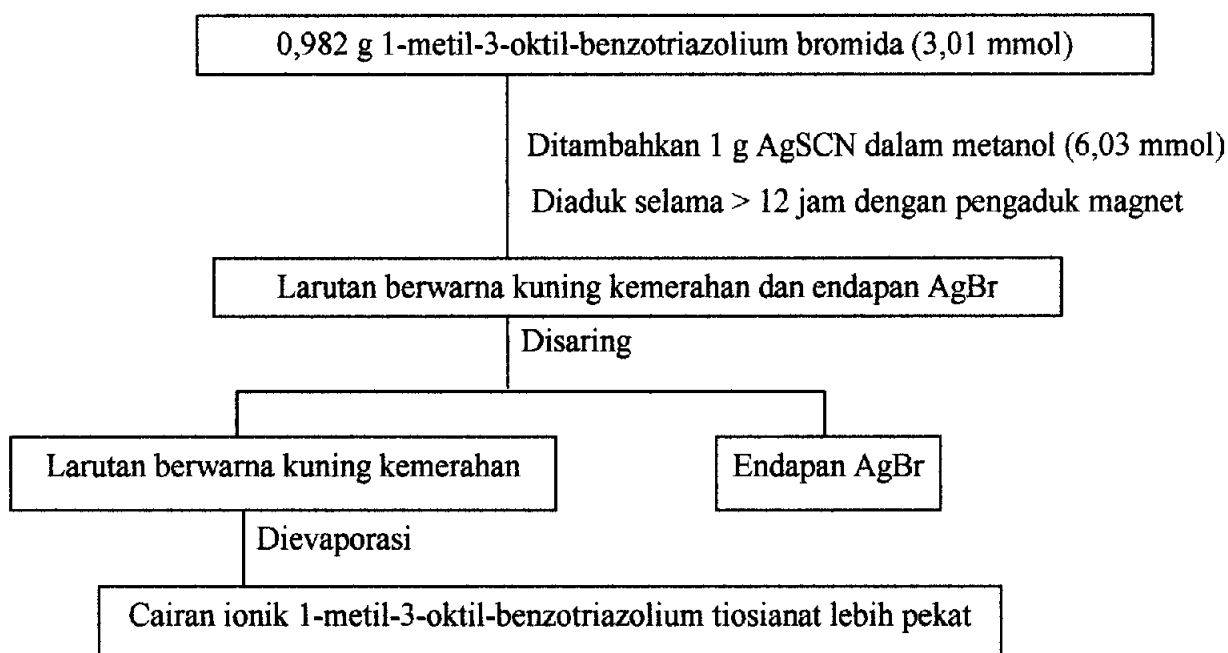 0,982 g 1-metil-3-oktil-benzotriazolium bromida (3,01 mmol)
Ditambahkan 1 g AgSCN dalam metanol (6,03 mmol)
Diaduk selama > 12 jam dengan pengaduk magnet
Larutan berwarna kuning kemerahan dan endapan AgBr
Disaring
Larutan berwarna kuning kemerahan
Endapan AgBr
Dievaporasi
Cairan ionik 1-metil-3-oktil-benzotriazolium tiosianat lebih pekat